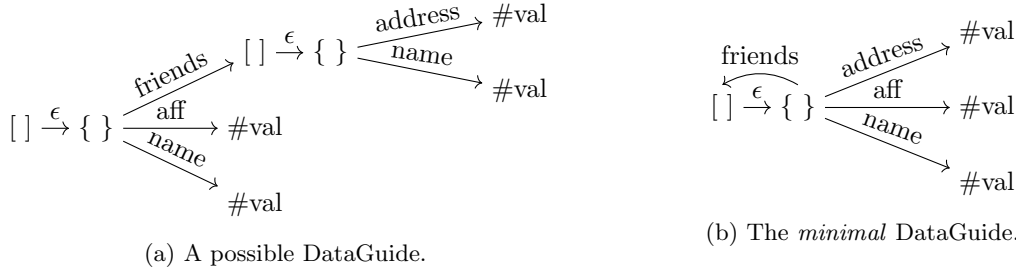 address
#val
[ ] ϵ { }
name
#val
friends
aff
[ ] ϵ { }
#val
name
#val
(a) A possible DataGuide.
#val
friends
address
aff
[ ] ϵ { }
#val
name
#val
(b) The minimal DataGuide.